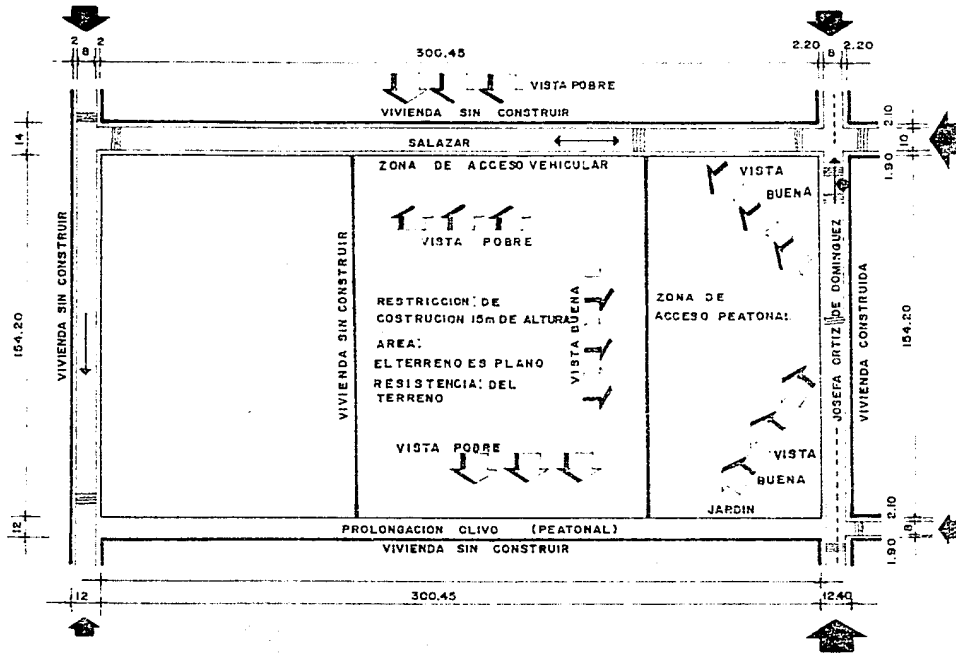 2 8 2
300.45
2.20 8 2.20
VISTA POBRE
VIVIENDA SIN CONSTRUIR
14
SALAZAR
2.10
10
1.90
ZONA DE ACCESO VEHICULAR
VISTA
BUENA
VISTA POBRE
VIVIENDA SIN CONSTRUIR
154.20
VIVIENDA SIN CONSTRUIR
RESTRICCION: DE
COSTRUCION 15m DE ALTURA
AREA:
EL TERRENO ES PLANO
RESISTENCIA: DEL
TERRENO
VISTA BUENA
ZONA DE
ACCESO PEATONAL
JOSEFA ORTIZ DE DOMINGUEZ
VIVIENDA CONSTRUIDA
154.20
VISTA POBRE
VISTA
BUENA
JARDIN
12
PROLONGACION CLIVO (PEATONAL)
VIVIENDA SIN CONSTRUIR
2.10
8
1.90
12
300.45
12.40